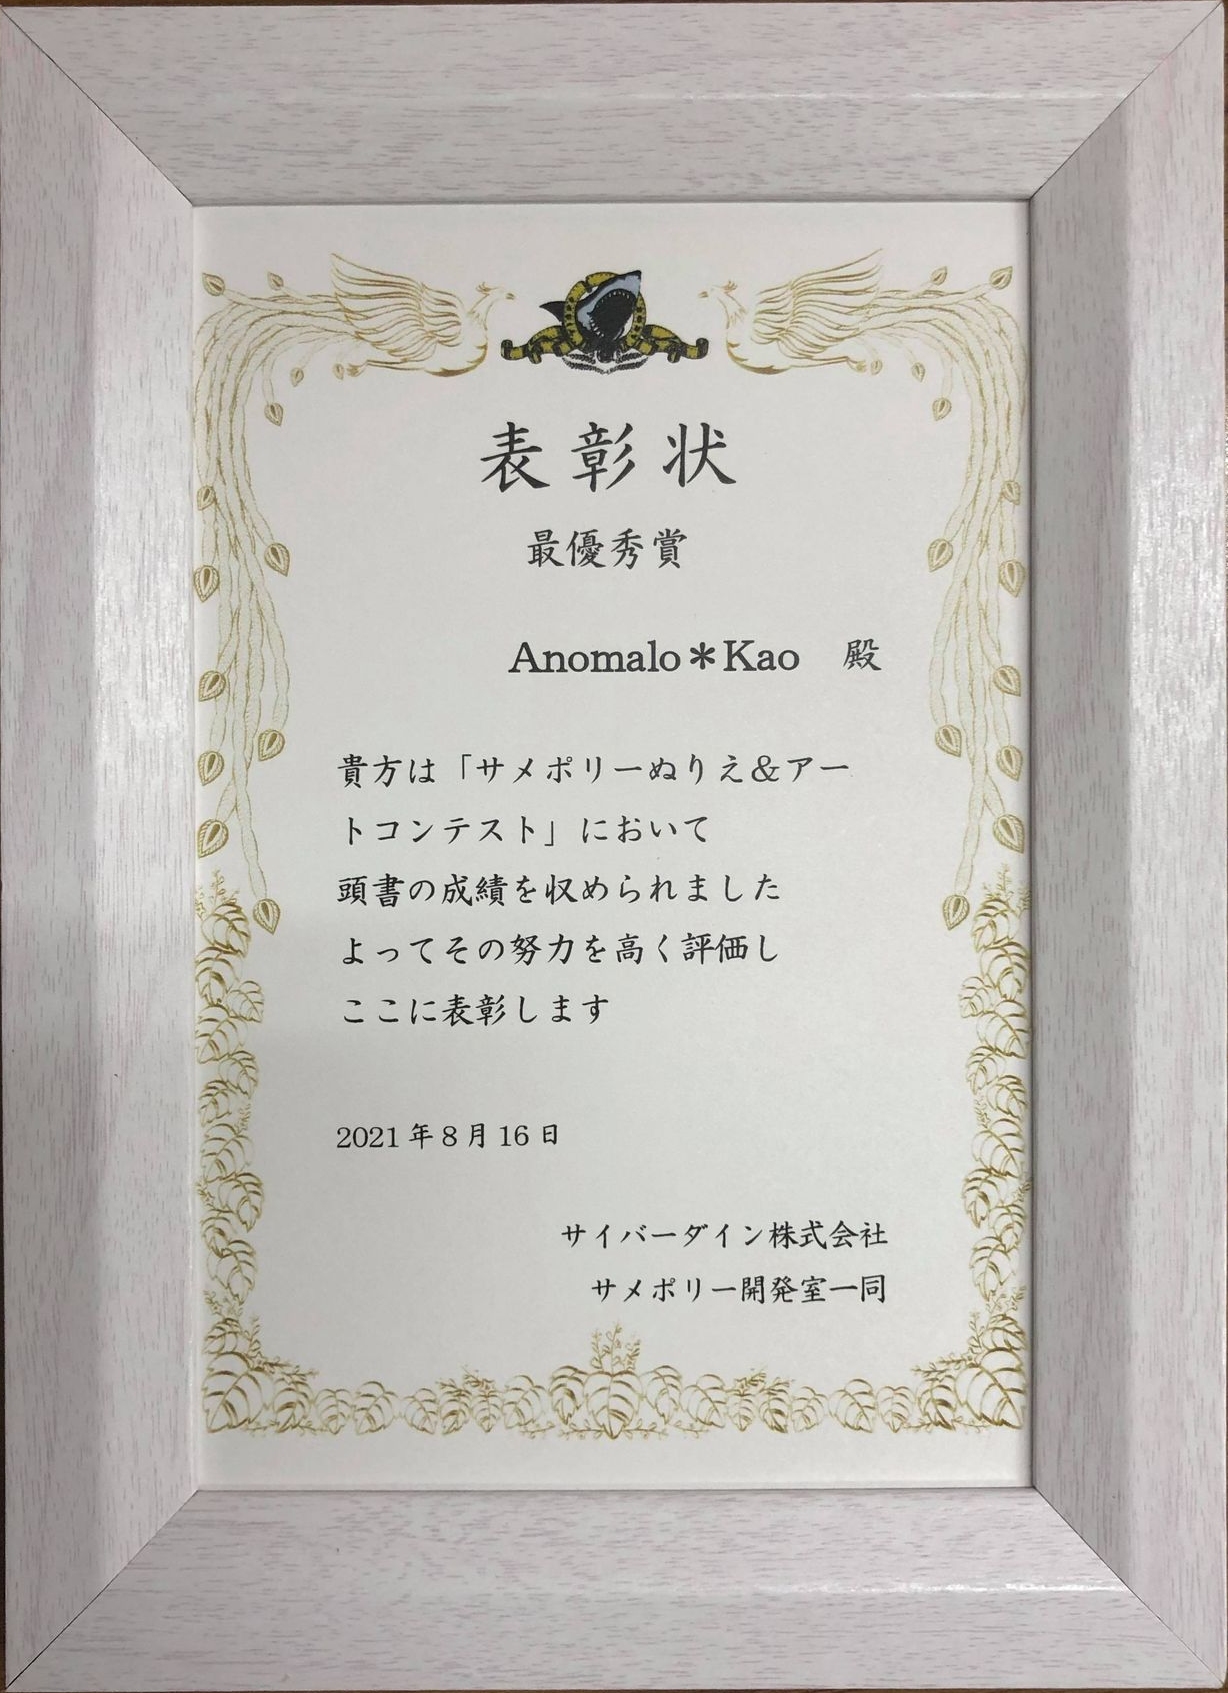 表彰状
最優秀賞
Anomalo＊Kao　殿
貴方は「サメポリーぬりえ＆アー
トコンテスト」において
頭書の成績を収められました
よってその努力を高く評価し
ここに表彰します
2021年8月16日
サイバーダイン株式会社
サメポリー開発室一同